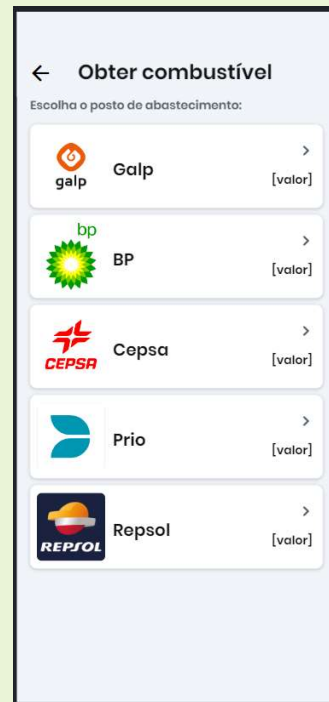 ← Obter combustível
Escolha o posto de abastecimento:
galp Galp > [valor]
bp BP > [valor]
CEPSA Cepsa > [valor]
Prio > [valor]
REPSOL Repsol > [valor]